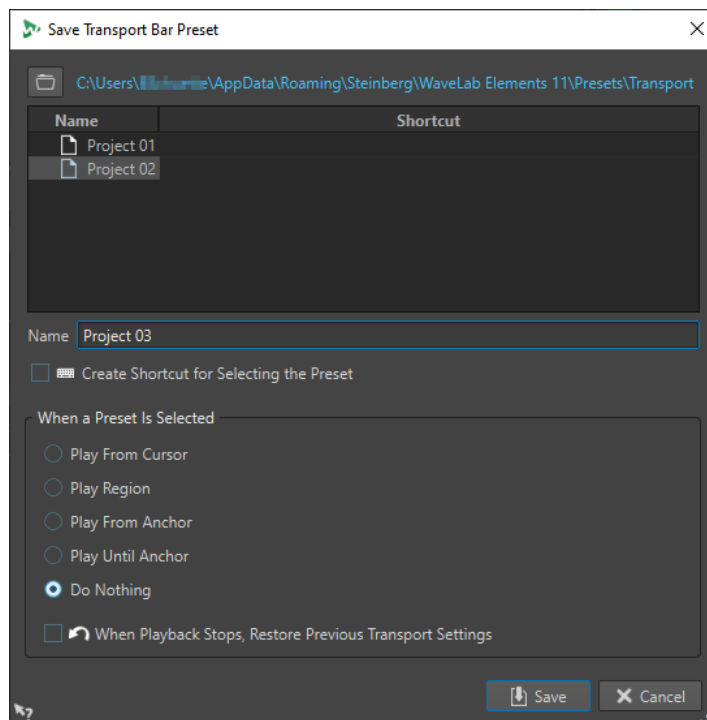 Save Transport Bar Preset
C:\Users\ \AppData\Roaming\Steinberg\WaveLab Elements 11\Presets\Transport
Name Shortcut
Project 01
Project 02
Name Project 03
Create Shortcut for Selecting the Preset
When a Preset Is Selected
Play From Cursor
Play Region
Play From Anchor
Play Until Anchor
Do Nothing
When Playback Stops, Restore Previous Transport Settings
Save Cancel